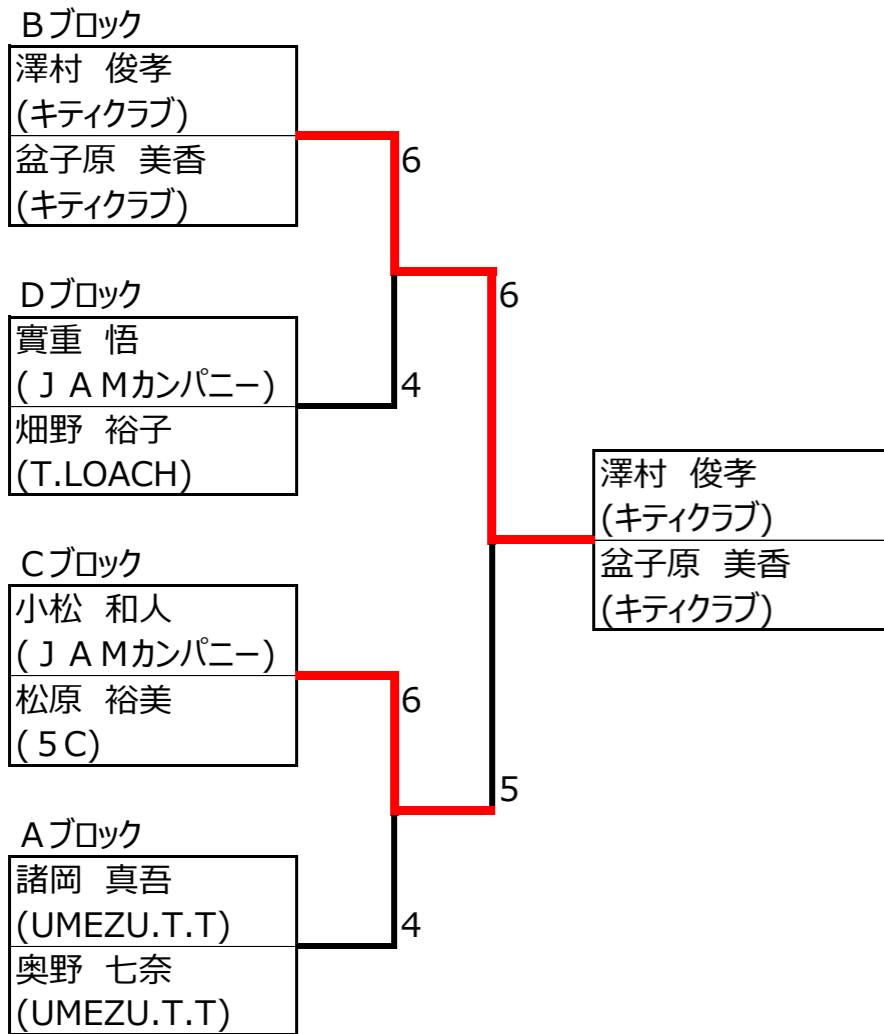 Ｂブロック
澤村　俊孝
(キティクラブ)
盆子原　美香
(キティクラブ)
6
Ｄブロック
實重　悟
(ＪＡＭカンパニー)
畑野　裕子
(T.LOACH)
4
6
澤村　俊孝
(キティクラブ)
盆子原　美香
(キティクラブ)
Ｃブロック
小松　和人
(ＪＡＭカンパニー)
松原　裕美
(５C)
6
5
Ａブロック
諸岡　真吾
(UMEZU.T.T)
奥野　七奈
(UMEZU.T.T)
4